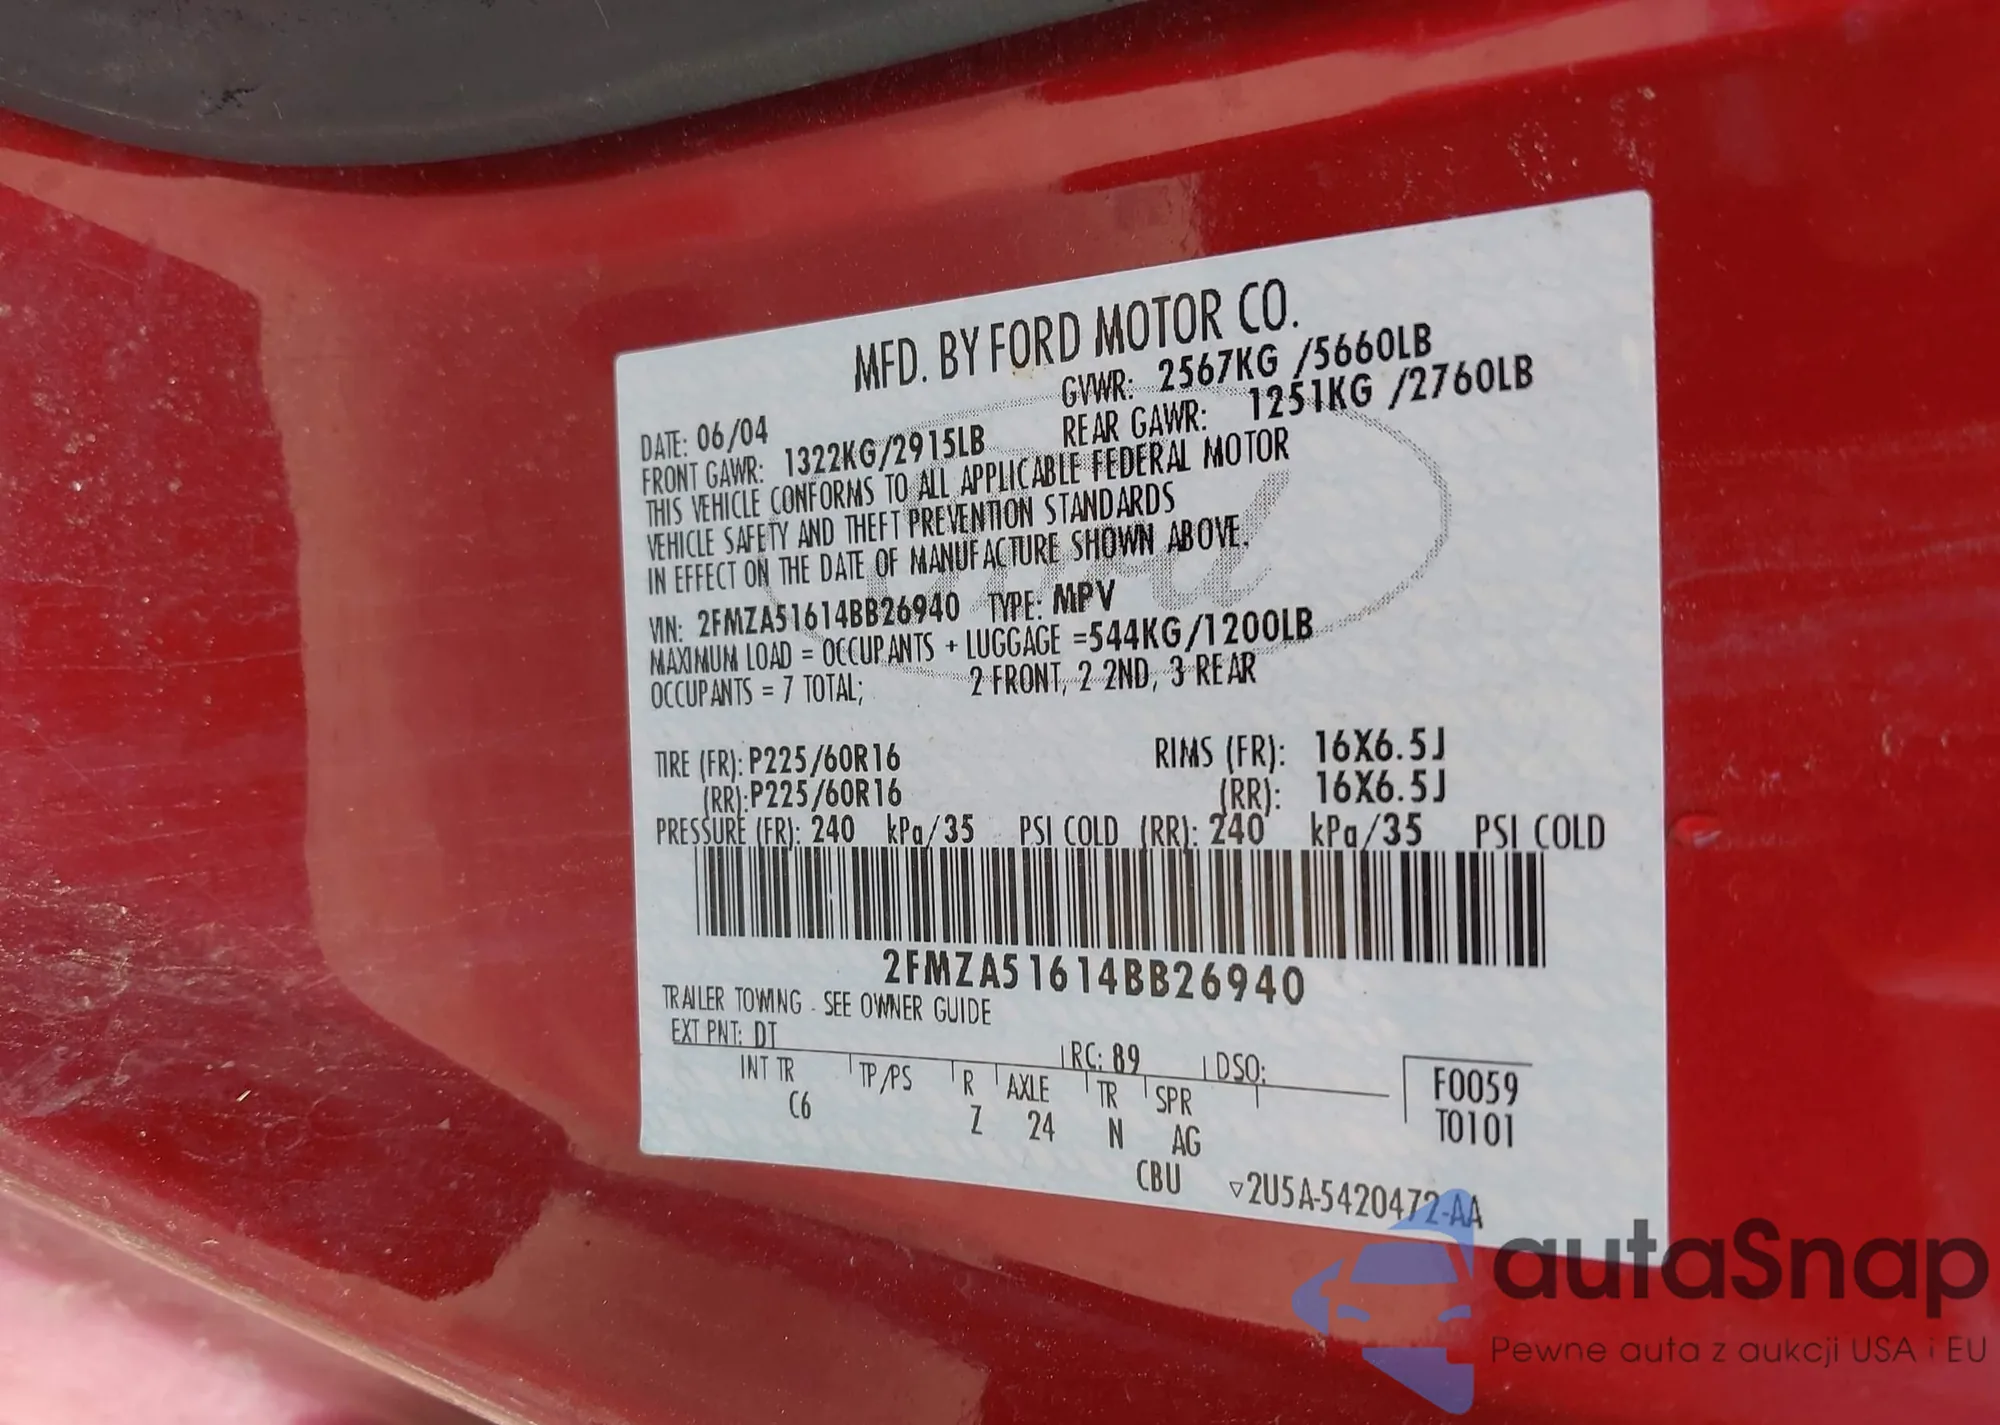 MFD. BY FORD MOTOR CO.
DATE: 06/04 GVWR: 2567KG /5660LB
FRONT GAWR: 1322KG/2915LB REAR GAWR: 1251KG /2760LB
THIS VEHICLE CONFORMS TO ALL APPLICABLE FEDERAL MOTOR
VEHICLE SAFETY AND THEFT PREVENTION STANDARDS
IN EFFECT ON THE DATE OF MANUFACTURE SHOWN ABOVE.
VIN: 2FMZA51614BB26940 TYPE: MPV
MAXIMUM LOAD = OCCUPANTS + LUGGAGE =544KG/1200LB
OCCUPANTS = 7 TOTAL; 2 FRONT, 2 2ND, 3 REAR
TIRE (FR): P225/60R16 RIMS (FR): 16X6.5J
(RR):P225/60R16 (RR): 16X6.5J
PRESSURE (FR): 240 kPa/35 PSI COLD (RR): 240 kPa/35 PSI COLD
2FMZA51614BB26940
TRAILER TOWING - SEE OWNER GUIDE
EXT PNT: DT RC: 89 DSO:
INT TR TP/PS R AXLE TR SPR F0059
C6 Z 24 N AG T0101
CBU ▽2U5A-5420472-AA
autaSnap
Pewne auta z aukcji USA i EU